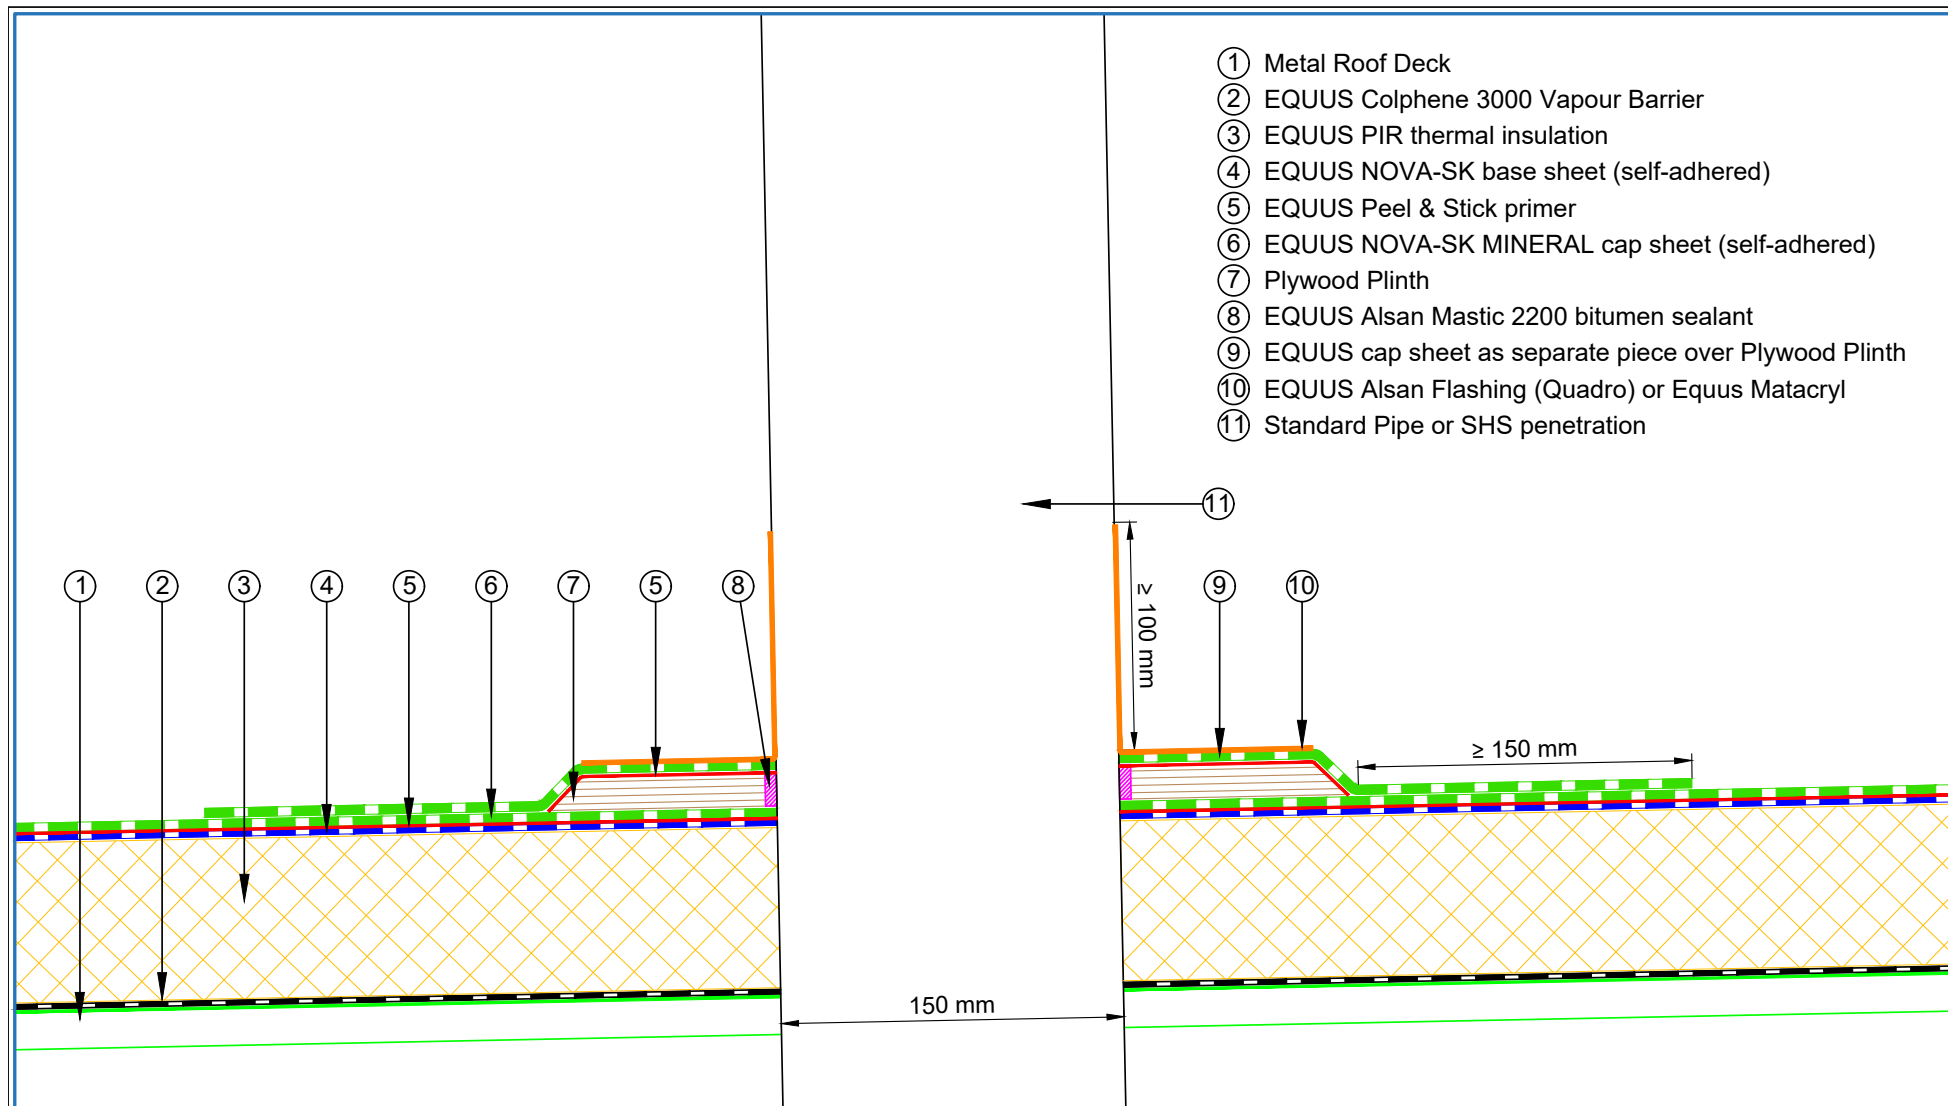 1 Metal Roof Deck
2 EQUUS Colphene 3000 Vapour Barrier
3 EQUUS PIR thermal insulation
4 EQUUS NOVA-SK base sheet (self-adhered)
5 EQUUS Peel & Stick primer
6 EQUUS NOVA-SK MINERAL cap sheet (self-adhered)
7 Plywood Plinth
8 EQUUS Alsan Mastic 2200 bitumen sealant
9 EQUUS cap sheet as separate piece over Plywood Plinth
10 EQUUS Alsan Flashing (Quadro) or Equus Matacryl
11 Standard Pipe or SHS penetration
11
1 2 3 4 5 6 7 5 8 9 10
≥ 100 mm
≥ 150 mm
150 mm